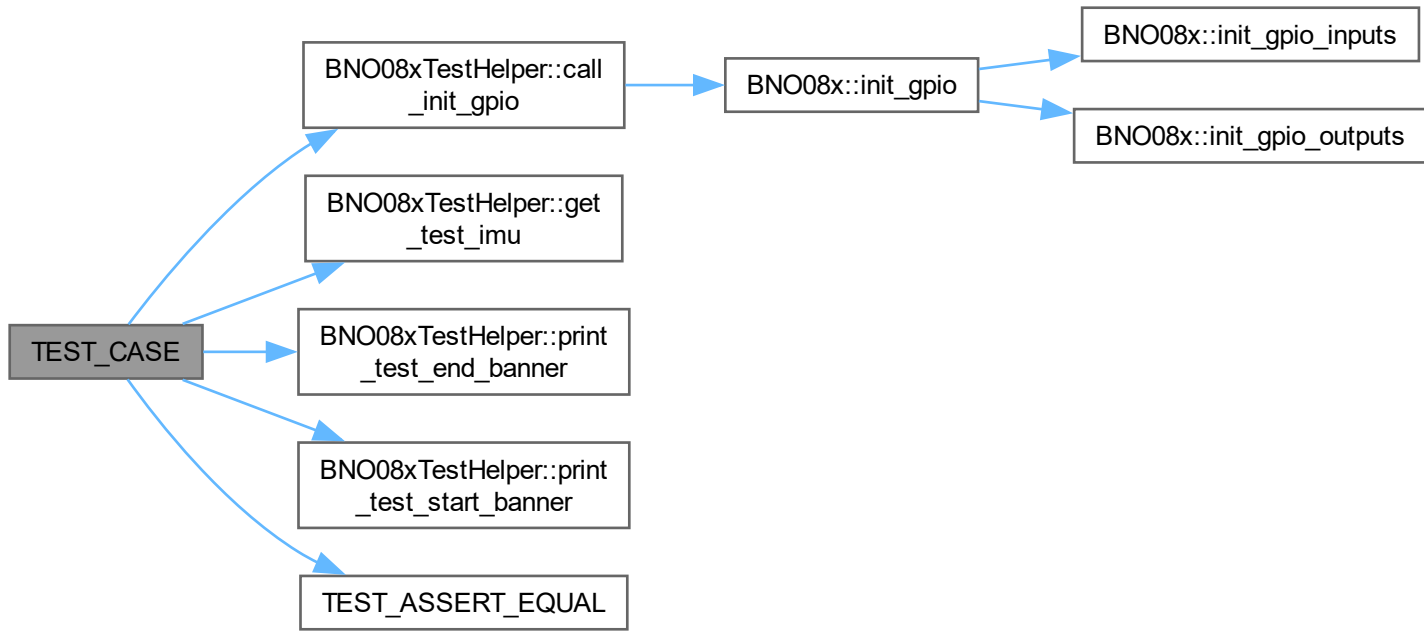 BNO08xTestHelper::call
_init_gpio
BNO08x::init_gpio
BNO08x::init_gpio_inputs
BNO08x::init_gpio_outputs
BNO08xTestHelper::get
_test_imu
TEST_CASE
BNO08xTestHelper::print
_test_end_banner
BNO08xTestHelper::print
_test_start_banner
TEST_ASSERT_EQUAL